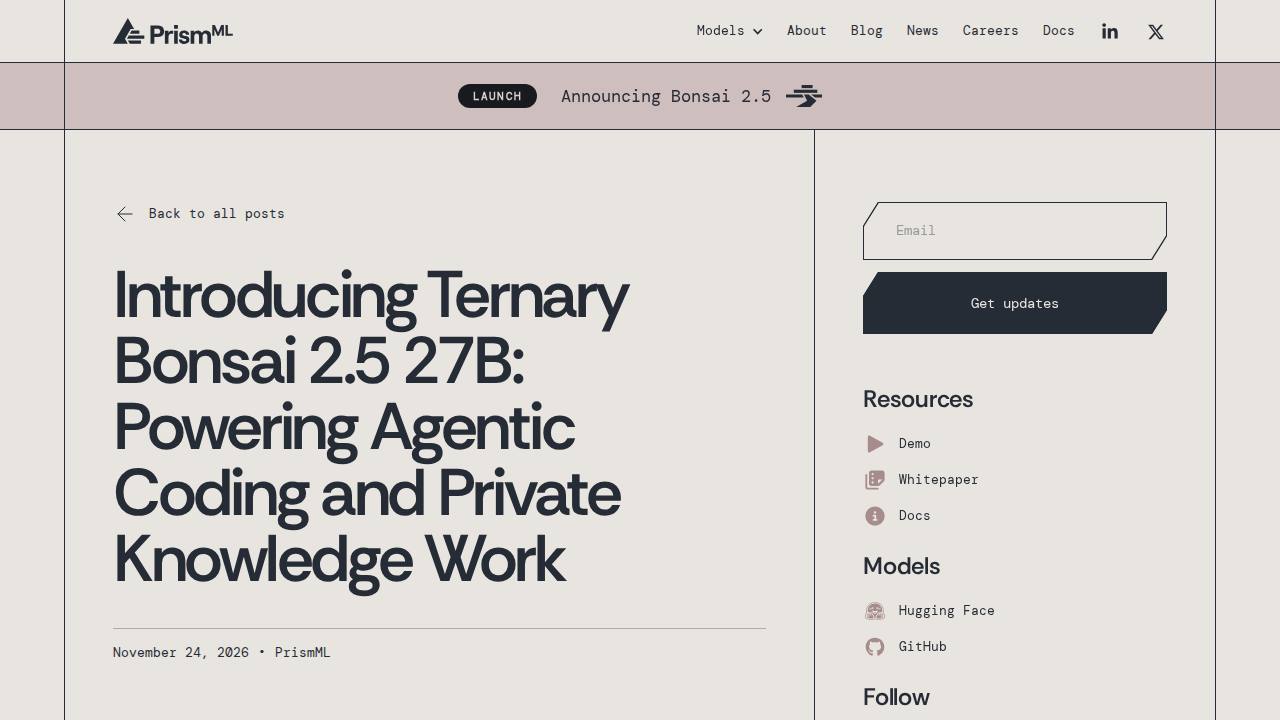 PrismML
Models
About
Blog
News
Careers
Docs
LAUNCH
Announcing Bonsai 2.5
Back to all posts
Introducing Ternary
Bonsai 2.5 27B:
Powering Agentic
Coding and Private
Knowledge Work
November 24, 2026 • PrismML
Email
Get updates
Resources
Demo
Whitepaper
Docs
Models
Hugging Face
GitHub
Follow